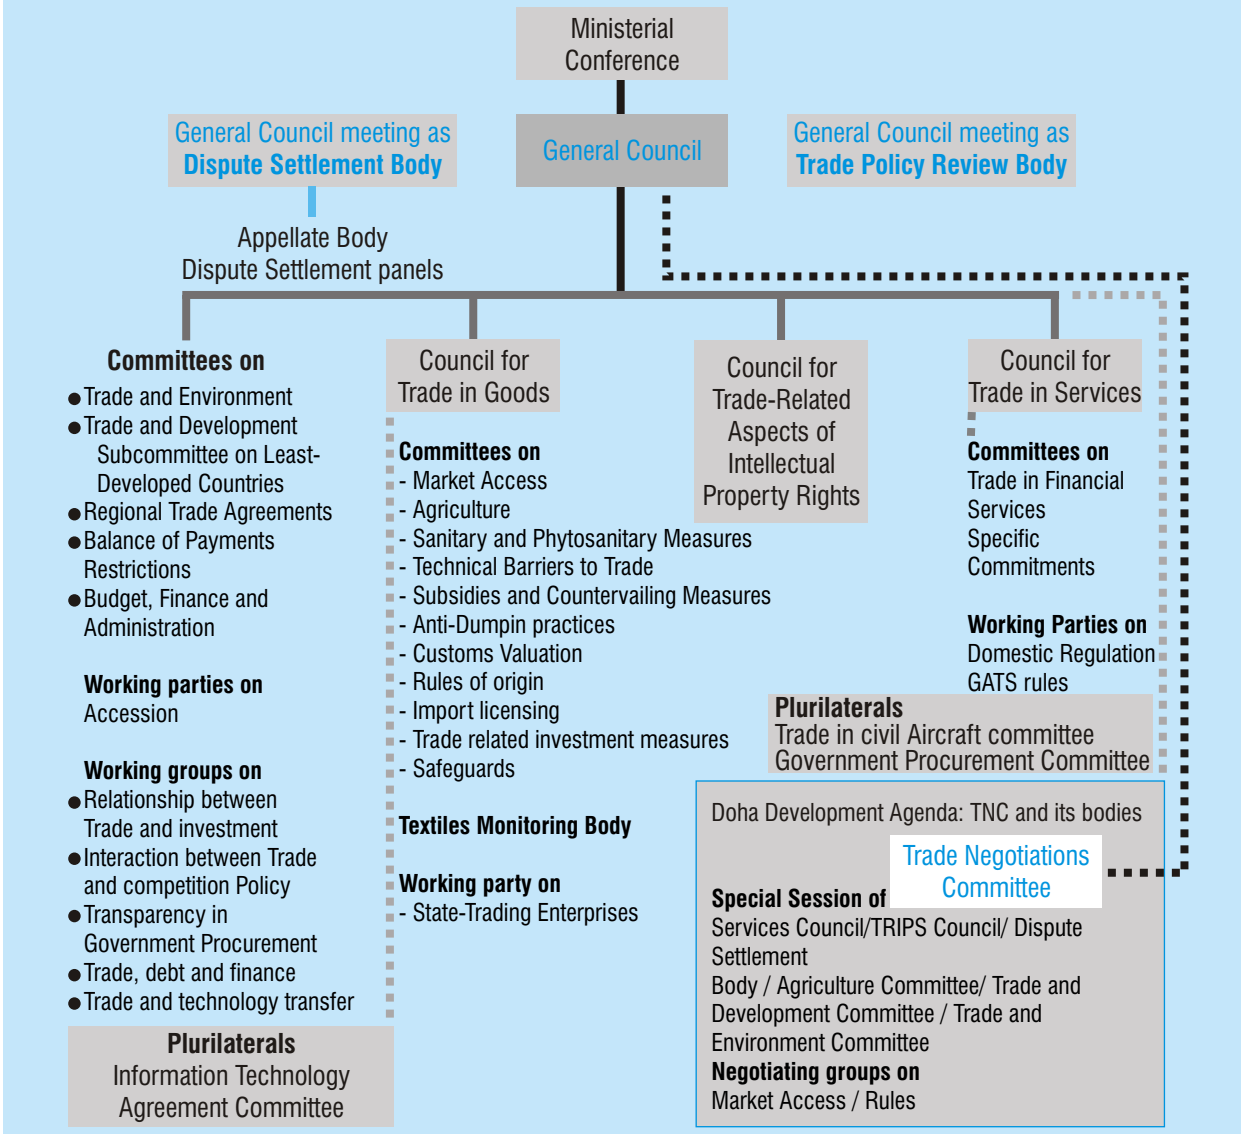 Ministerial
Conference
General Council meeting as
Dispute Settlement Body
General Council
General Council meeting as
Trade Policy Review Body
Appellate Body
Dispute Settlement panels
Committees on
● Trade and Environment
● Trade and Development
Subcommittee on Least-
Developed Countries
● Regional Trade Agreements
● Balance of Payments
Restrictions
● Budget, Finance and
Administration
Working parties on
Accession
Working groups on
● Relationship between
Trade and investment
● Interaction between Trade
and competition Policy
● Transparency in
Government Procurement
● Trade, debt and finance
● Trade and technology transfer
Plurilaterals
Information Technology
Agreement Committee
Council for
Trade in Goods
Committees on
- Market Access
- Agriculture
- Sanitary and Phytosanitary Measures
- Technical Barriers to Trade
- Subsidies and Countervailing Measures
- Anti-Dumpin practices
- Customs Valuation
- Rules of origin
- Import licensing
- Trade related investment measures
- Safeguards
Textiles Monitoring Body
Working party on
- State-Trading Enterprises
Council for
Trade-Related
Aspects of
Intellectual
Property Rights
Council for
Trade in Services
Committees on
Trade in Financial
Services
Specific
Commitments
Working Parties on
Domestic Regulation
GATS rules
Plurilaterals
Trade in civil Aircraft committee
Government Procurement Committee
Doha Development Agenda: TNC and its bodies
Trade Negotiations
Committee
Special Session of
Services Council/TRIPS Council/ Dispute
Settlement
Body / Agriculture Committee/ Trade and
Development Committee / Trade and
Environment Committee
Negotiating groups on
Market Access / Rules